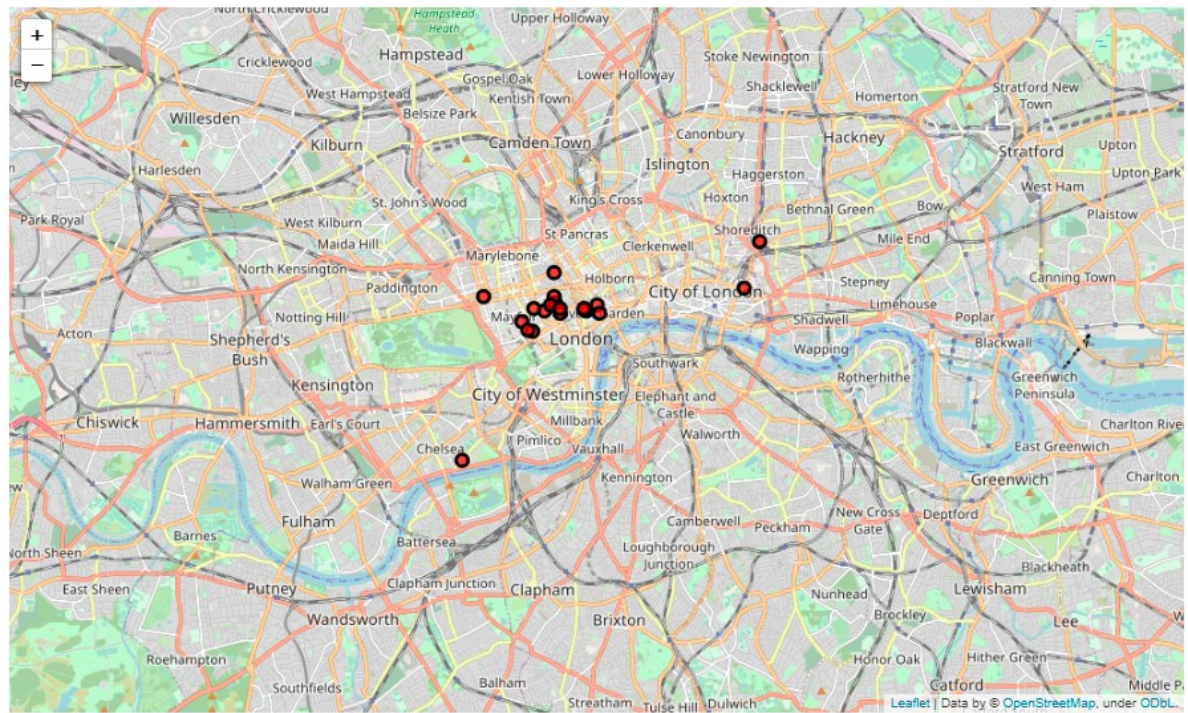 North Cricklewood
Hampstead
Heath
Upper Holloway
+
−
Hampstead
Stoke Newington
Cricklewood
Gospel Oak
Lower Holloway
ley
West Hampstead
Kentish Town
Shacklewell
Stratford New
Town
Homerton
Belsize Park
Willesden
Kilburn
Camden Town
Canonbury
Hackney
Stratford
Upton
Islington
Harlesden
Haggerston
West Ham
Upton Park
St. John's Wood
King's Cross
Hoxton
Bethnal Green
Bow
Plaistow
Park Royal
West Kilburn
Maida Hill
St Pancras
Clerkenwell
Shoreditch
Mile End
Marylebone
North Kensington
Holborn
Stepney
Canning Town
Paddington
City of London
Limehouse
Notting Hill
Shadwell
Poplar
Acton
Shepherd's
Bush
London
Wapping
Blackwall
Southwark
Rotherhithe
Greenwich
Peninsula
Kensington
City of Westminster
Elephant and
Castle
Chiswick
Hammersmith
Earl's Court
Millbank
Charlton River
Pimlico
Walworth
Chelsea
Vauxhall
East Greenwich
Walham Green
Kennington
Greenwich
Charlton
Fulham
Camberwell
Peckham
New Cross
Gate
Deptford
Barnes
Battersea
Loughborough
Junction
North Sheen
Blackheath
East Sheen
Putney
Clapham Junction
Clapham
Nunhead
Lewisham
Wandsworth
Brixton
Brockley
Lee
Roehampton
Honor Oak
Hither Green
Southfields
Balham
Catford
Middle P
Streatham
Tulse Hill
Dulwich
Leaflet | Data by © OpenStreetMap, under ODbL.